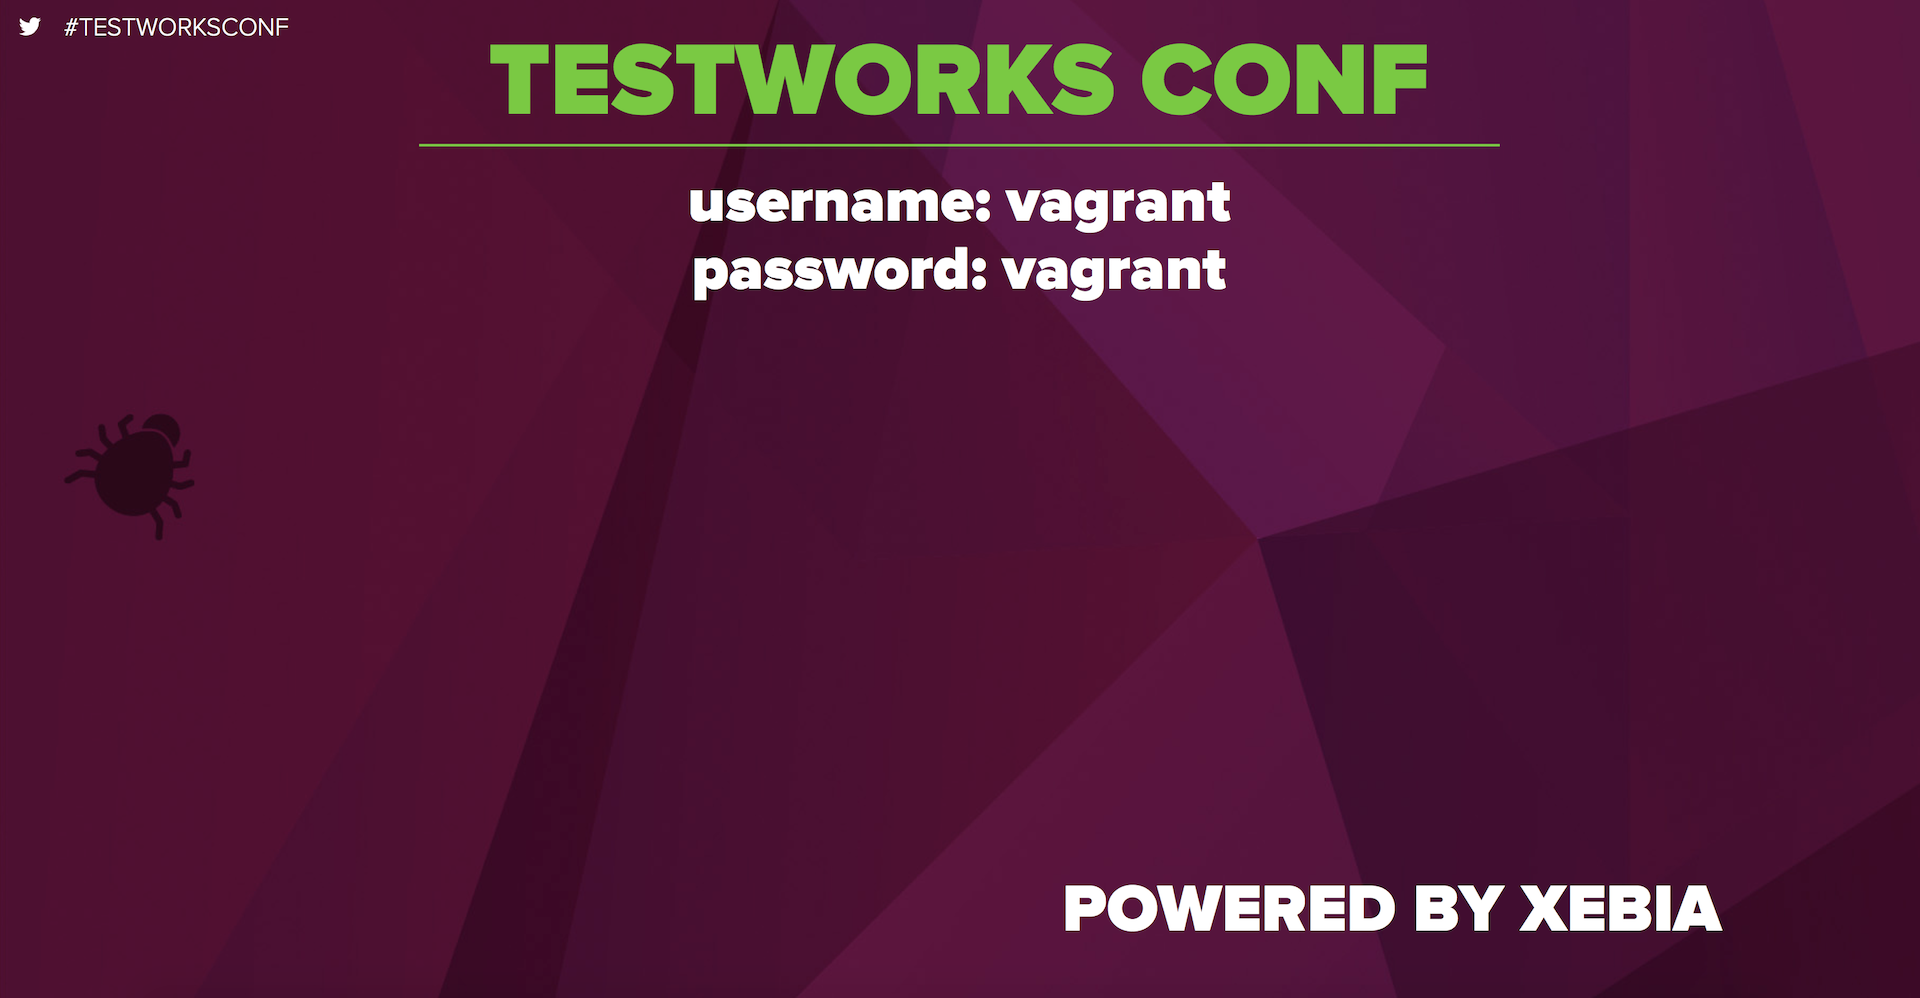 #TESTWORKSCONF
TESTWORKS CONF
username: vagrant
password: vagrant
POWERED BY XEBIA